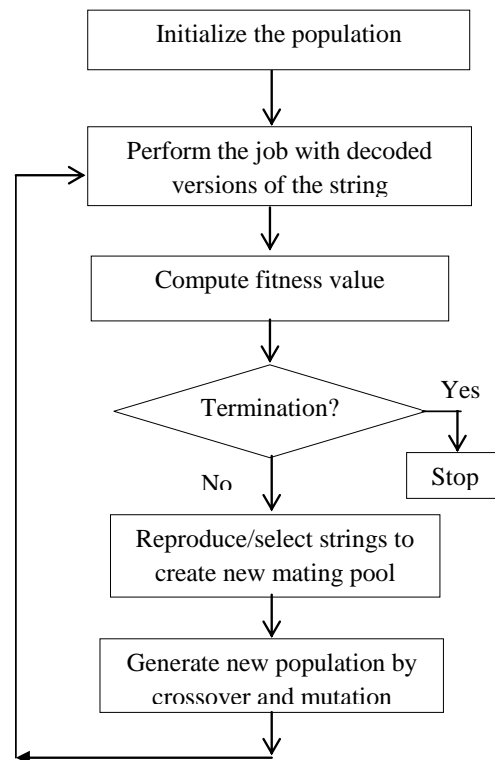 Initialize the population
Perform the job with decoded
versions of the string
Compute fitness value
Termination?
Yes
Stop
No
Reproduce/select strings to
create new mating pool
Generate new population by
crossover and mutation